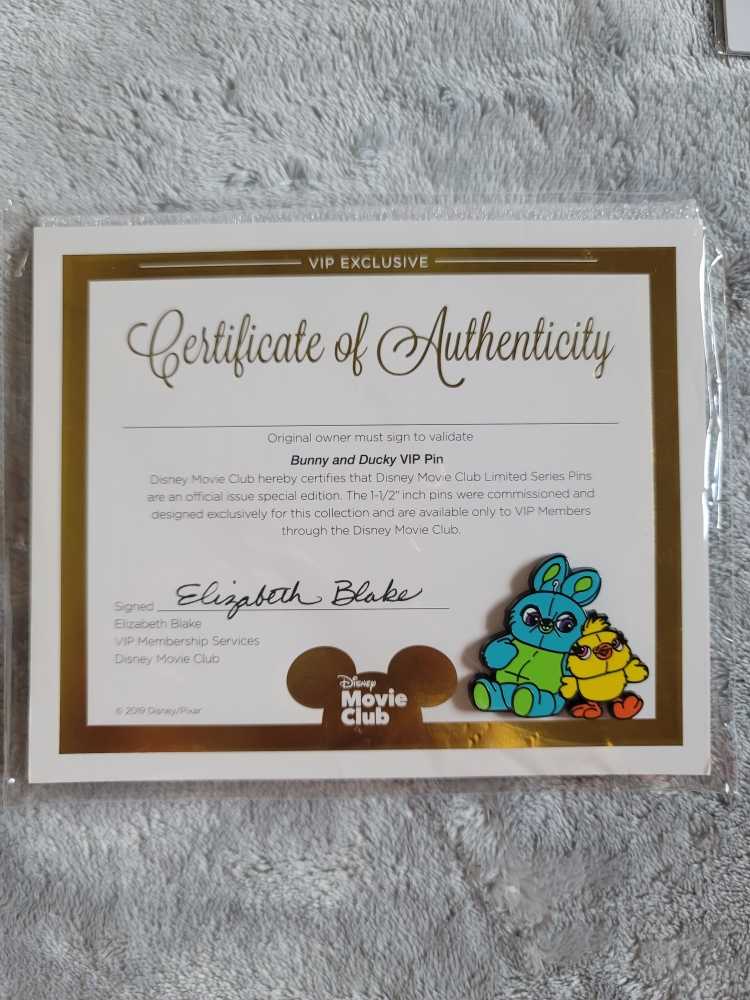 VIP EXCLUSIVE
Certificate of Authenticity
Original owner must sign to validate
Bunny and Ducky VIP Pin
Disney Movie Club hereby certifies that Disney Movie Club Limited Series Pins
are an official issue special edition. The 1-1/2" inch pins were commissioned and
designed exclusively for this collection and are available only to VIP Members
through the Disney Movie Club.
Signed Elizabeth Blake
Elizabeth Blake
VIP Membership Services
Disney Movie Club
Disney
Movie
Club
© 2019 Disney/Pixar